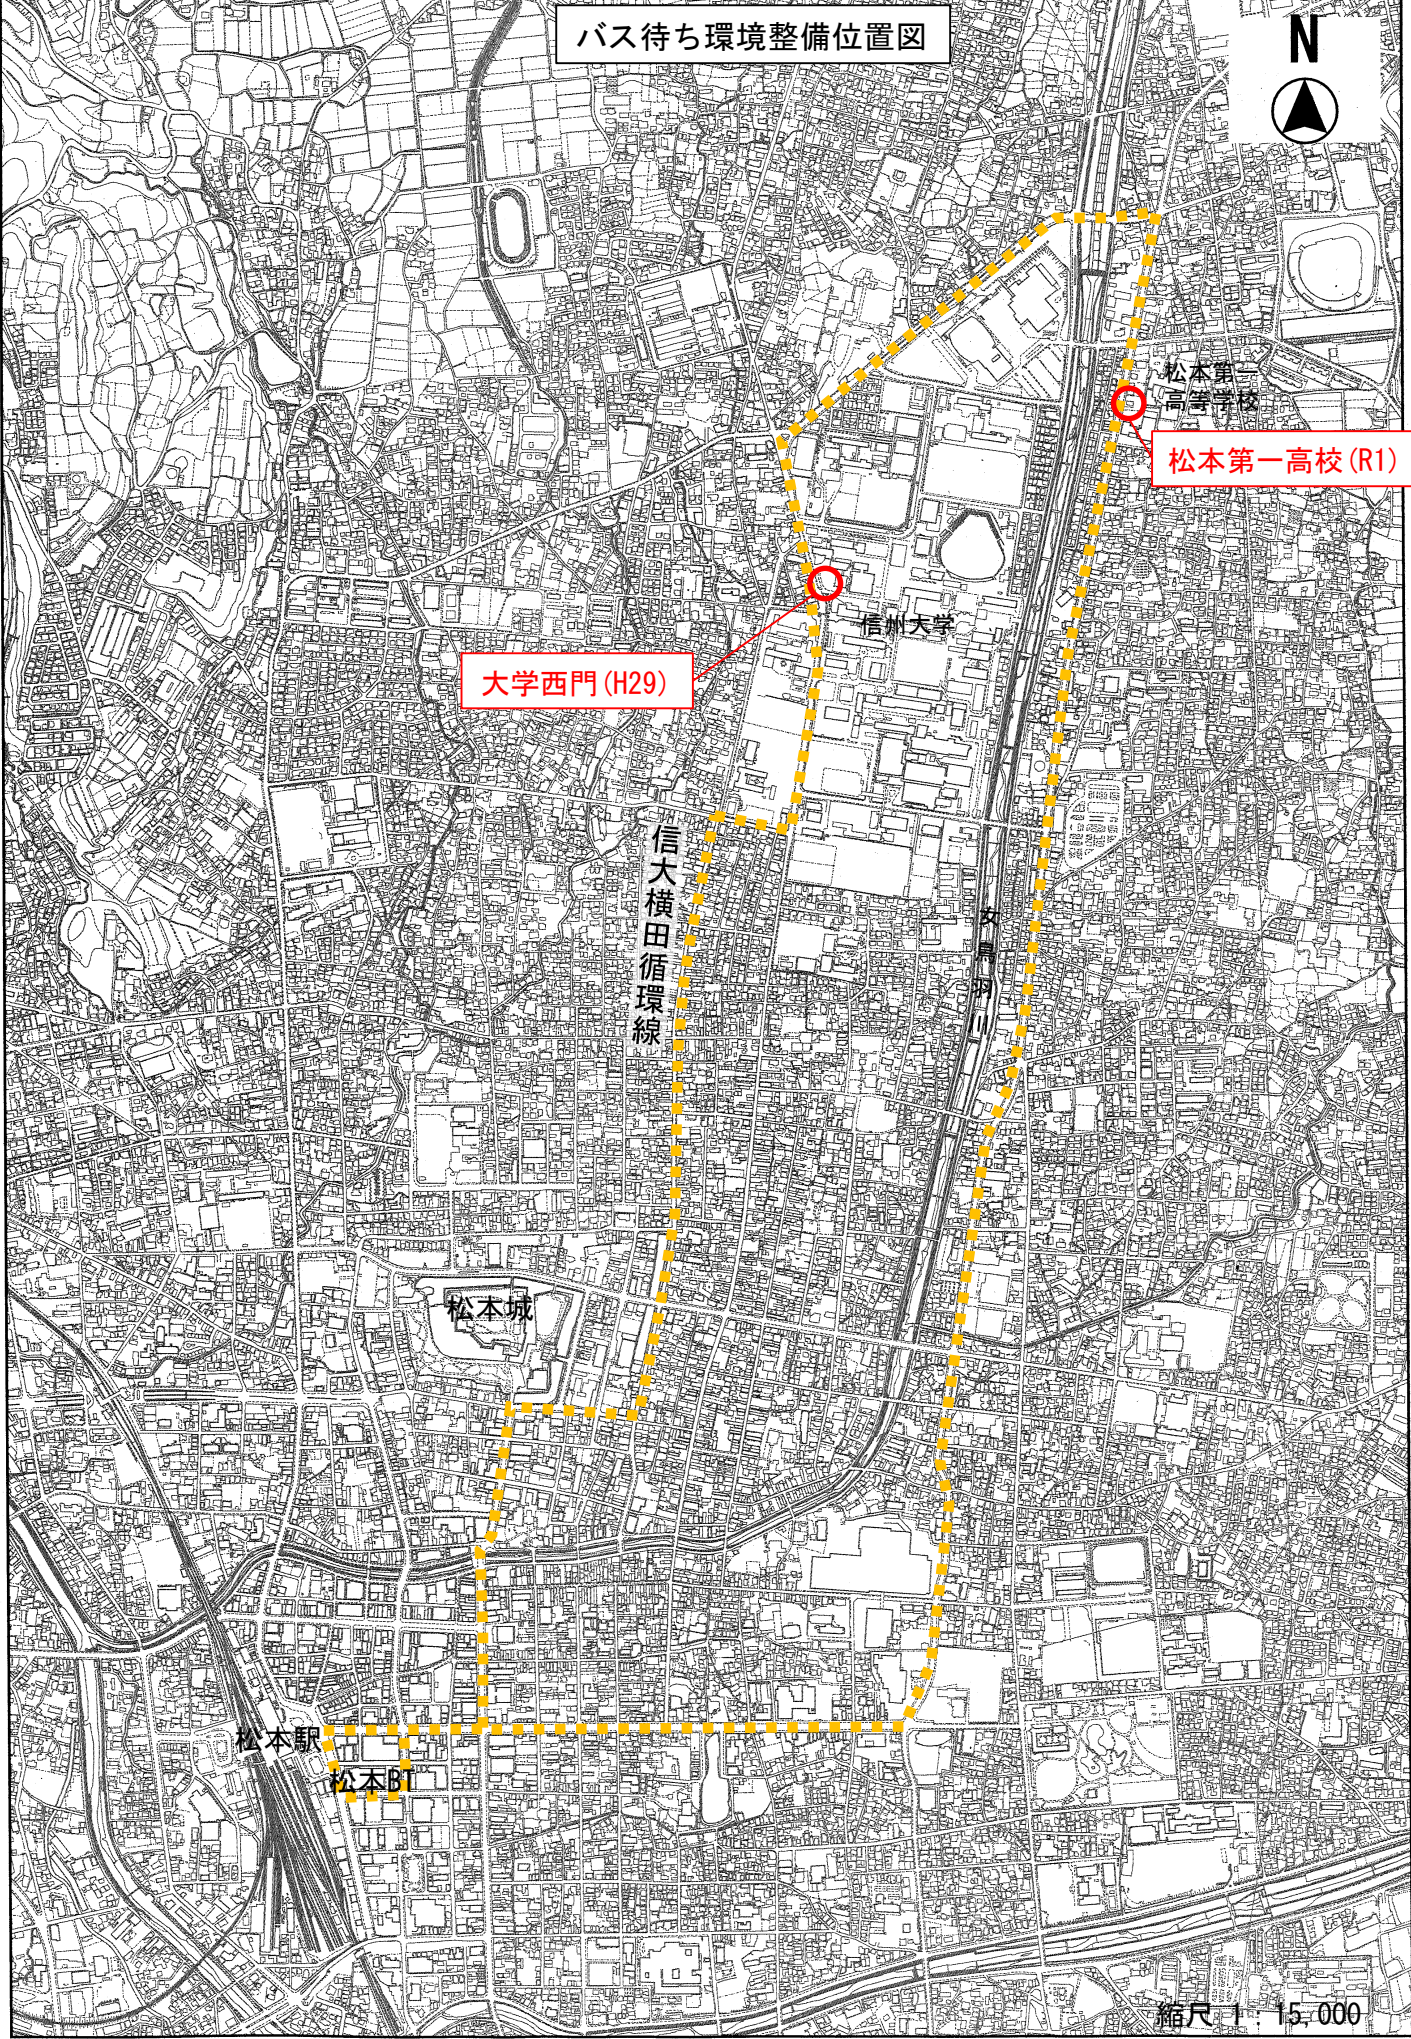 バス待ち環境整備位置図
N
松本第一
高等学校
松本第一高校(R1)
信州大学
大学西門(H29)
信大横田循環線
女鳥羽川
松本城
松本駅
松本BT
縮尺 1:15,000